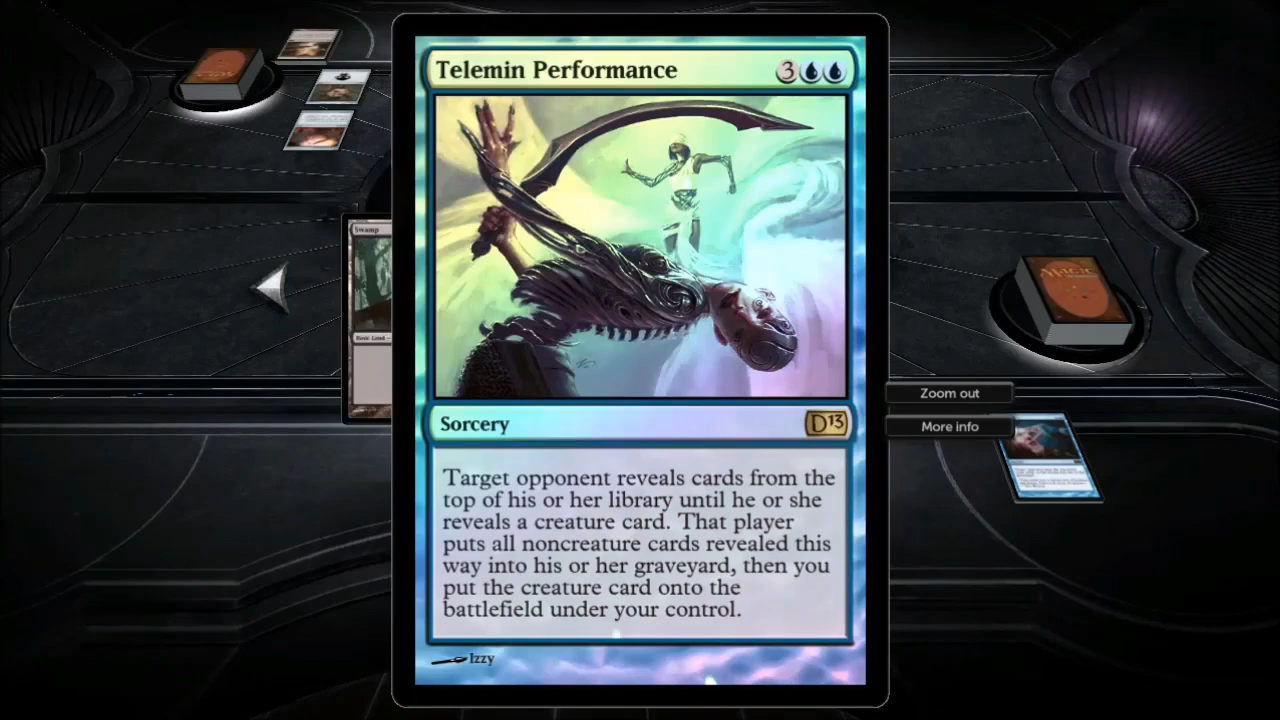 Telemin Performance
3
Swamp
MAGIC
Zoom out
More info
Sorcery
D13
Target opponent reveals cards from the
top of his or her library until he or she
reveals a creature card. That player
puts all noncreature cards revealed this
way into his or her graveyard, then you
put the creature card onto the
battlefield under your control.
Izzy